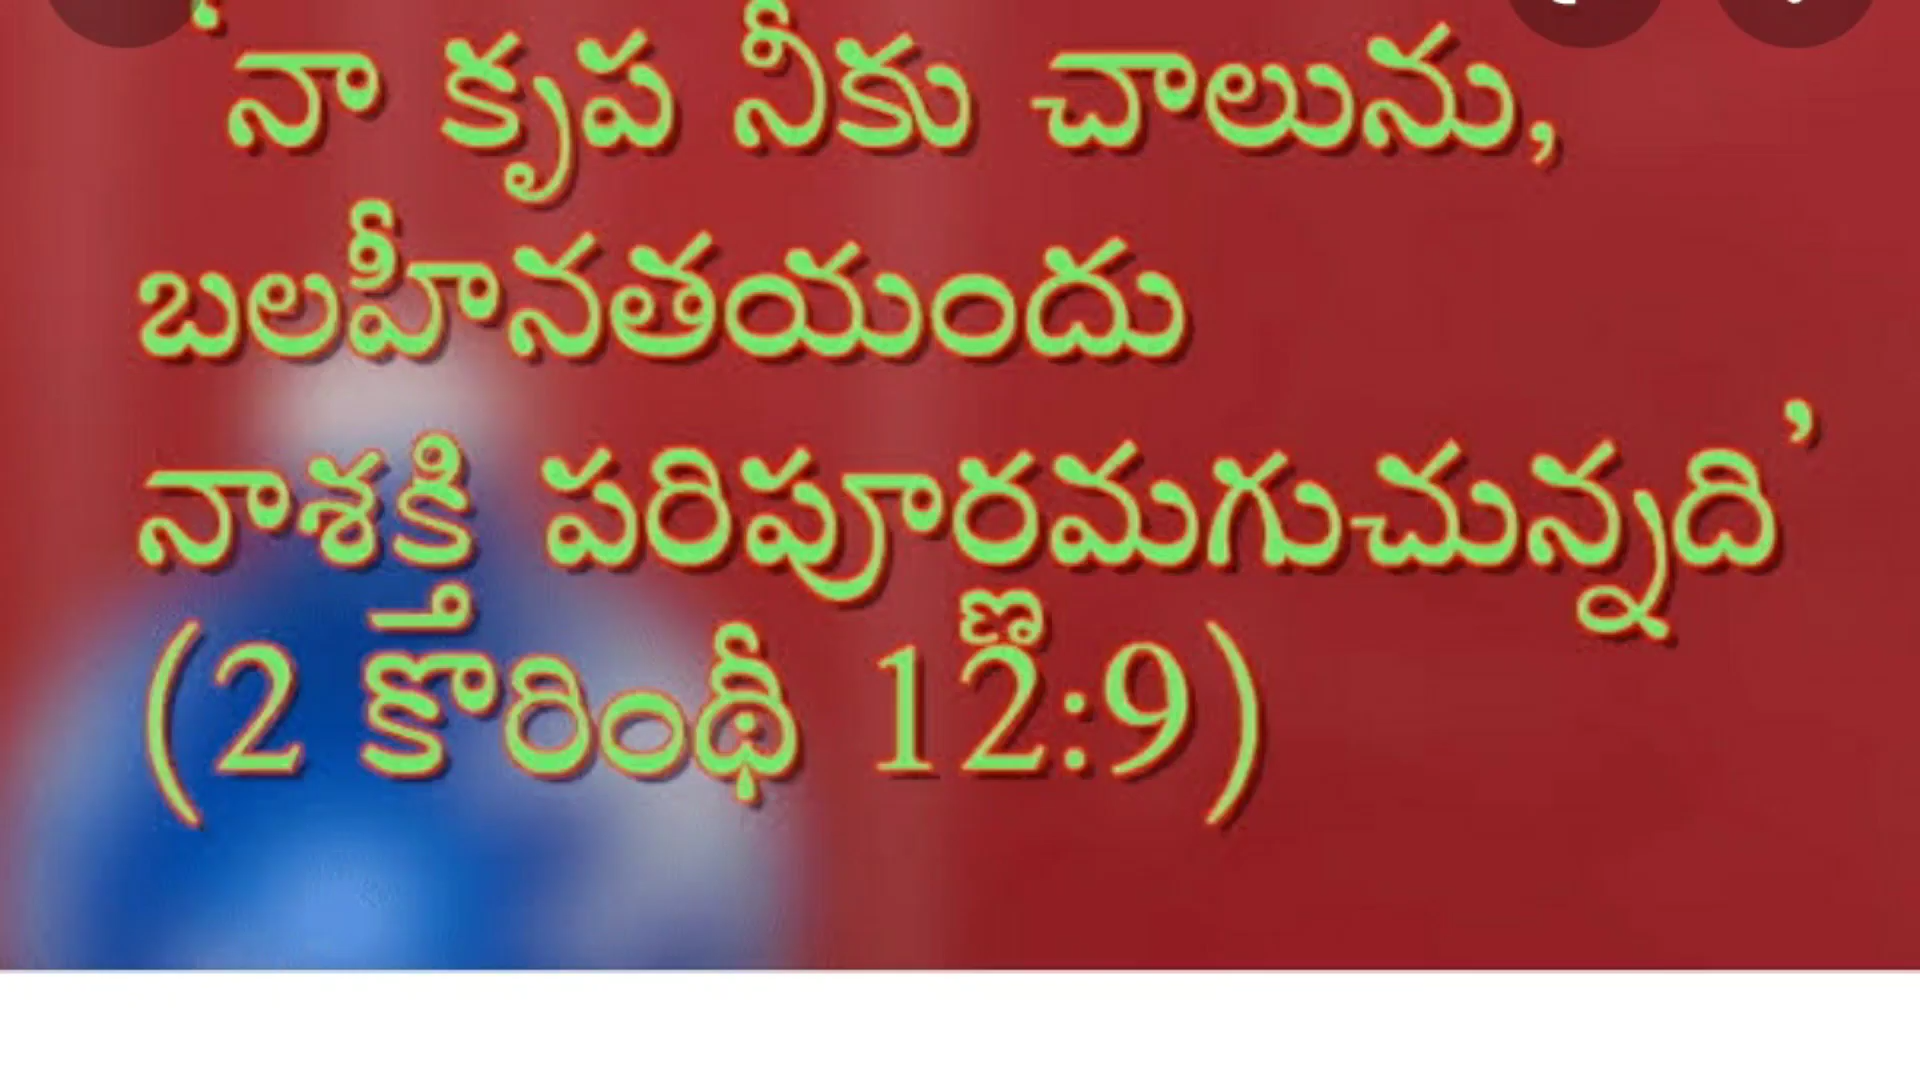 ‘నా కృప నీకు చాలును,
బలహీనతయందు
నాశక్తి పరిపూర్ణమగుచున్నది’
(2 కొరింథీ 12:9)